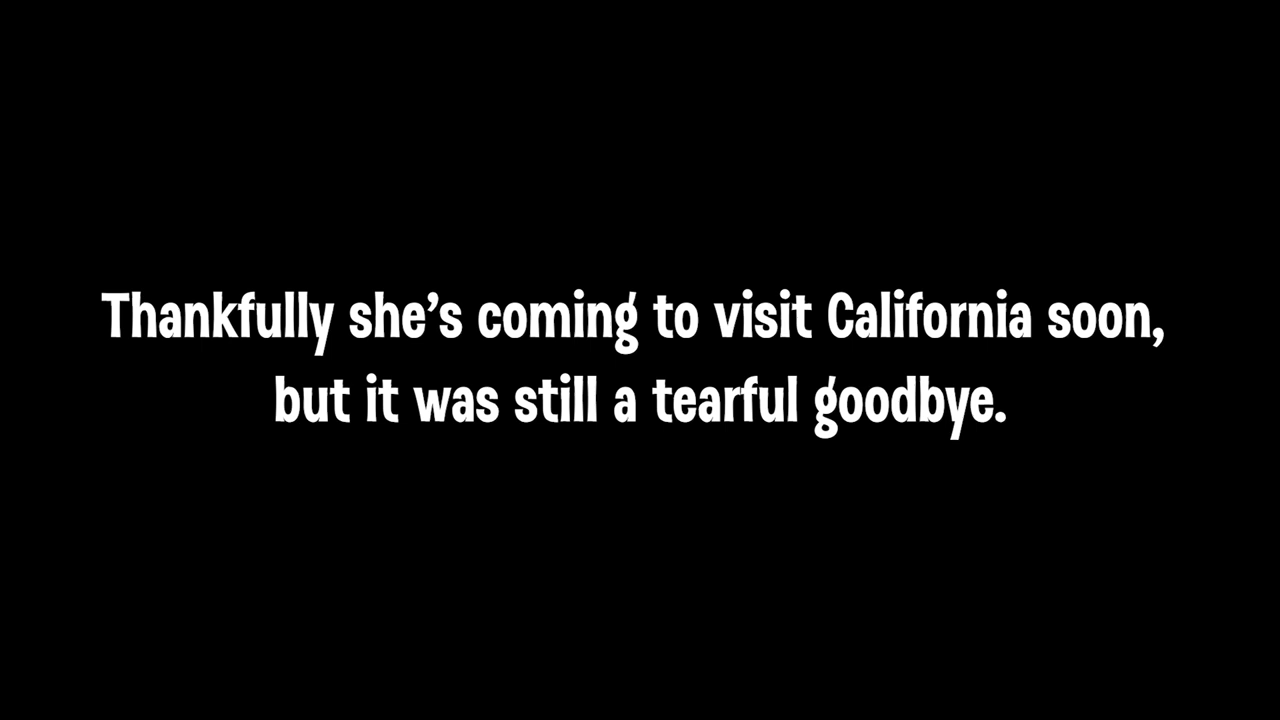 Thankfully she’s coming to visit California soon,
but it was still a tearful goodbye.